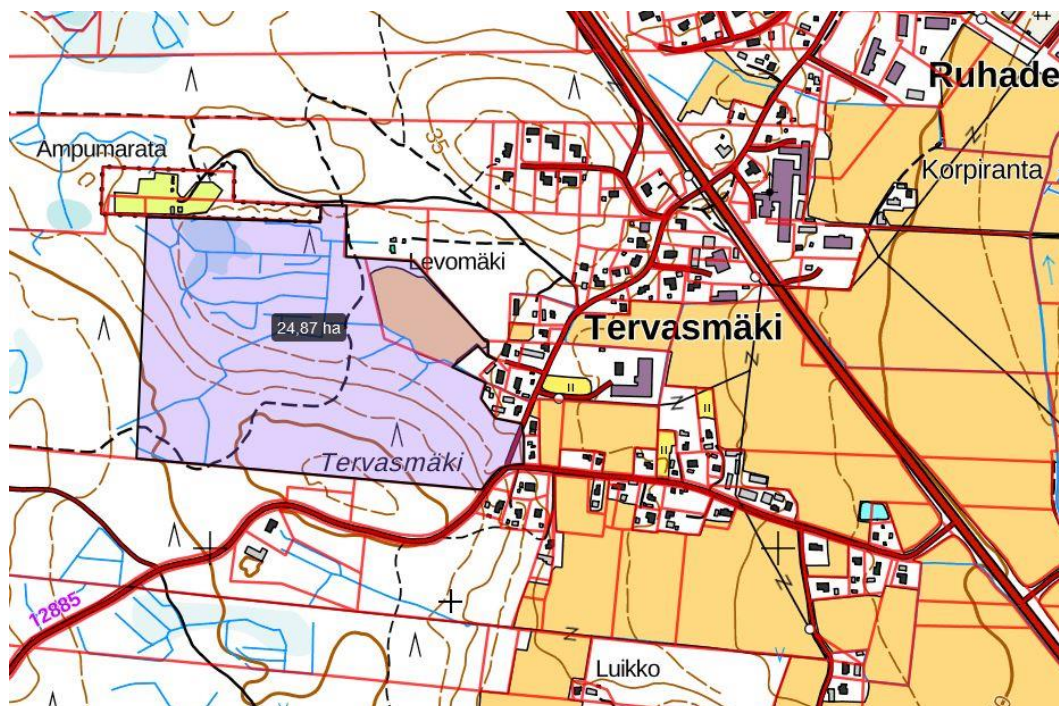 Ruhade
Ampumarata
35
Korpiranta
Levomäki
24,87 ha
Tervasmäki
Tervasmäki
12885
Luikko